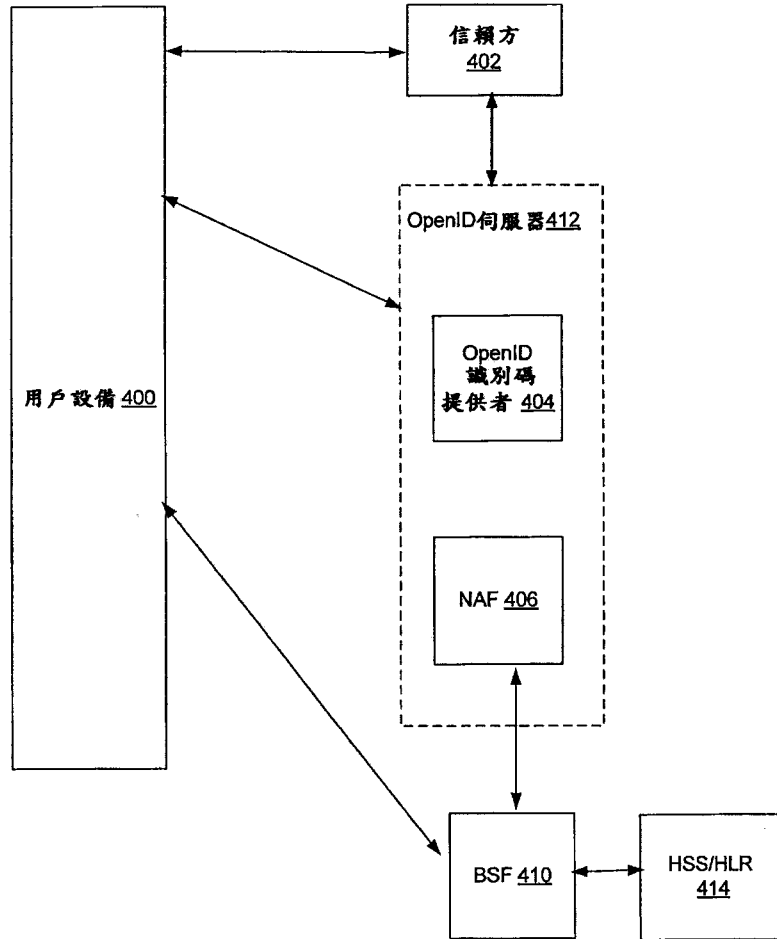 信賴方
402
OpenID伺服器412
OpenID
識別碼
提供者 404
用戶設備 400
NAF 406
BSF 410
HSS/HLR
414